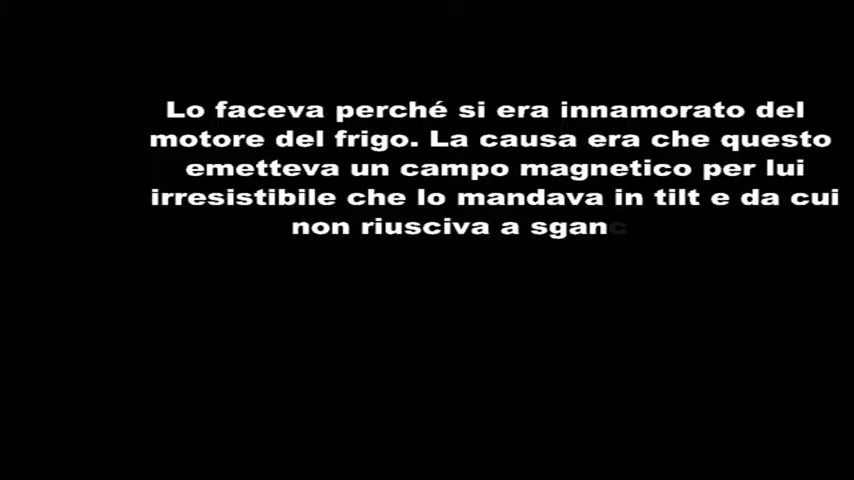 Lo faceva perché si era innamorato del
motore del frigo. La causa era che questo
emetteva un campo magnetico per lui
irresistibile che lo mandava in tilt e da cui
non riusciva a sganc